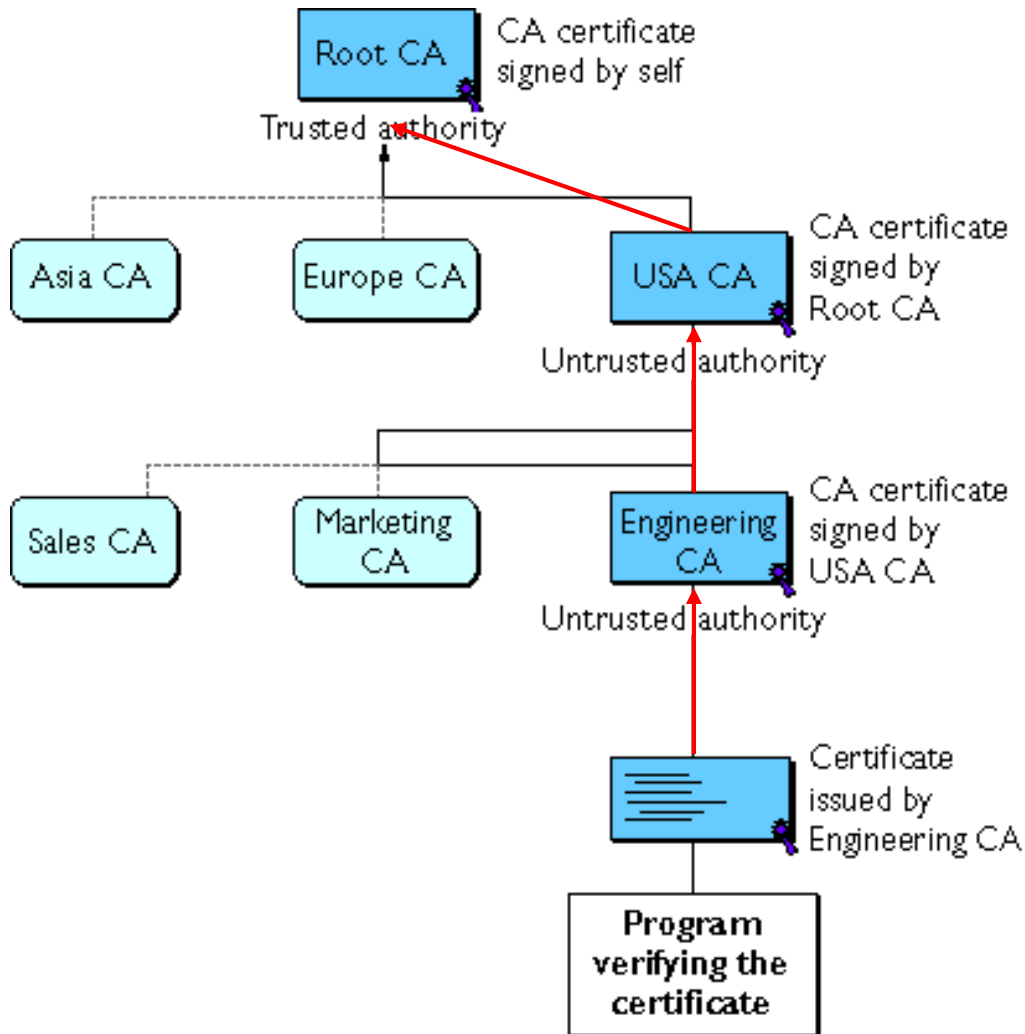 Root CA
CA certificate
signed by self
Trusted authority
Asia CA
Europe CA
USA CA
CA certificate
signed by
Root CA
Untrusted authority
Sales CA
Marketing
CA
Engineering
CA
CA certificate
signed by
USA CA
Untrusted authority
Certificate
issued by
Engineering CA
Program
verifying the
certificate